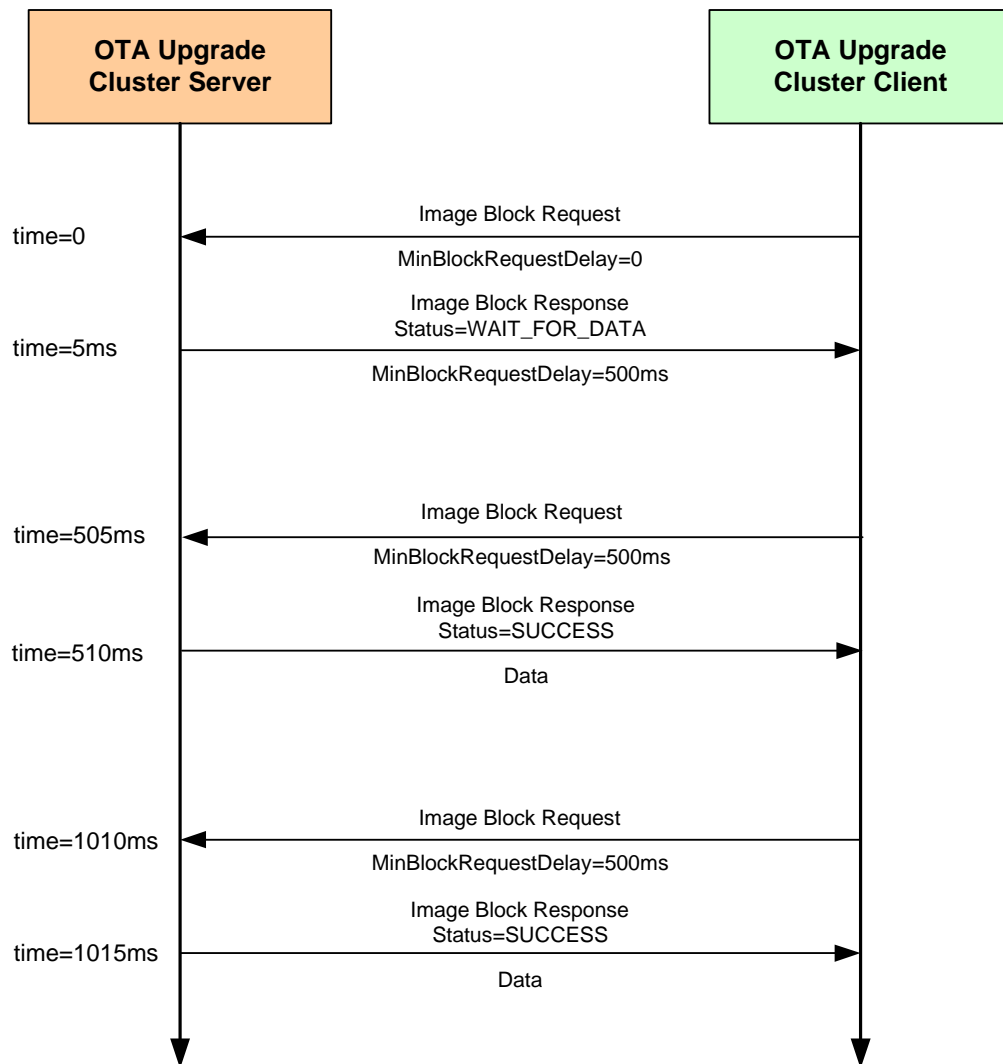 OTA Upgrade
Cluster Server
OTA Upgrade
Cluster Client
Image Block Request
time=0
MinBlockRequestDelay=0
Image Block Response
Status=WAIT_FOR_DATA
time=5ms
MinBlockRequestDelay=500ms
Image Block Request
time=505ms
MinBlockRequestDelay=500ms
Image Block Response
Status=SUCCESS
time=510ms
Data
Image Block Request
time=1010ms
MinBlockRequestDelay=500ms
Image Block Response
Status=SUCCESS
time=1015ms
Data